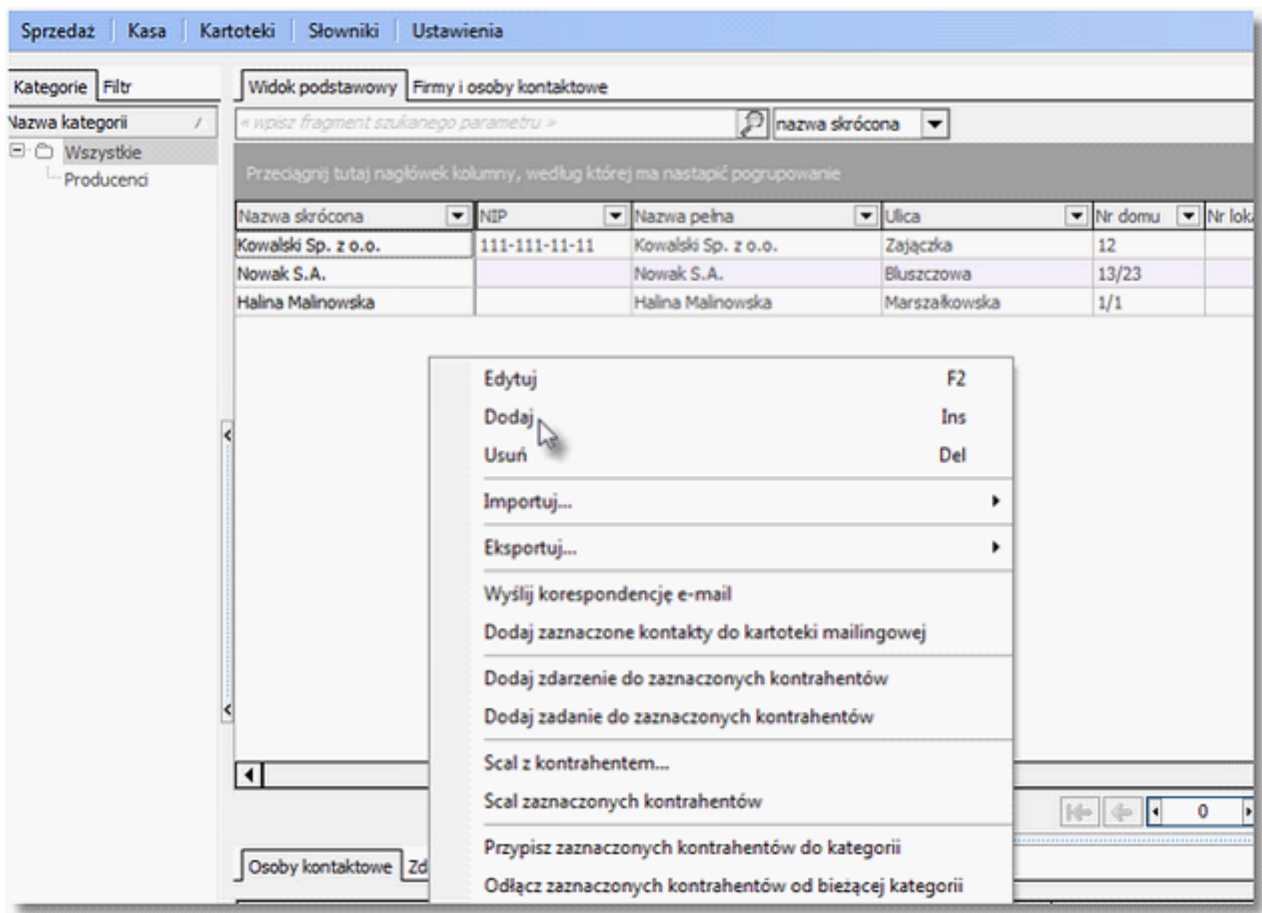 Sprzedaż Kasa Kartoteki Słowniki Ustawienia
Kategorie Filtr Widok podstawowy Firmy i osoby kontaktowe
Nazwa kategorii « wpisz fragment szukanego parametru » nazwa skrócona
Wszystkie
Producenci
Przeciągnij tutaj nagłówek kolumny, według której ma nastąpić pogrupowanie
Nazwa skrócona NIP Nazwa pełna Ulica Nr domu Nr loka
Kowalski Sp. z o.o. 111-111-11-11 Kowalski Sp. z o.o. Zajączka 12
Nowak S.A. Nowak S.A. Bluszczowa 13/23
Halina Malinowska Halina Malinowska Marszałkowska 1/1
Edytuj F2
Dodaj Ins
Usuń Del
Importuj...
Eksportuj...
Wyślij korespondencję e-mail
Dodaj zaznaczone kontakty do kartoteki mailingowej
Dodaj zdarzenie do zaznaczonych kontrahentów
Dodaj zadanie do zaznaczonych kontrahentów
Scal z kontrahentem...
Scal zaznaczonych kontrahentów
0
Przypisz zaznaczonych kontrahentów do kategorii
Osoby kontaktowe Zd
Odłącz zaznaczonych kontrahentów od bieżącej kategorii